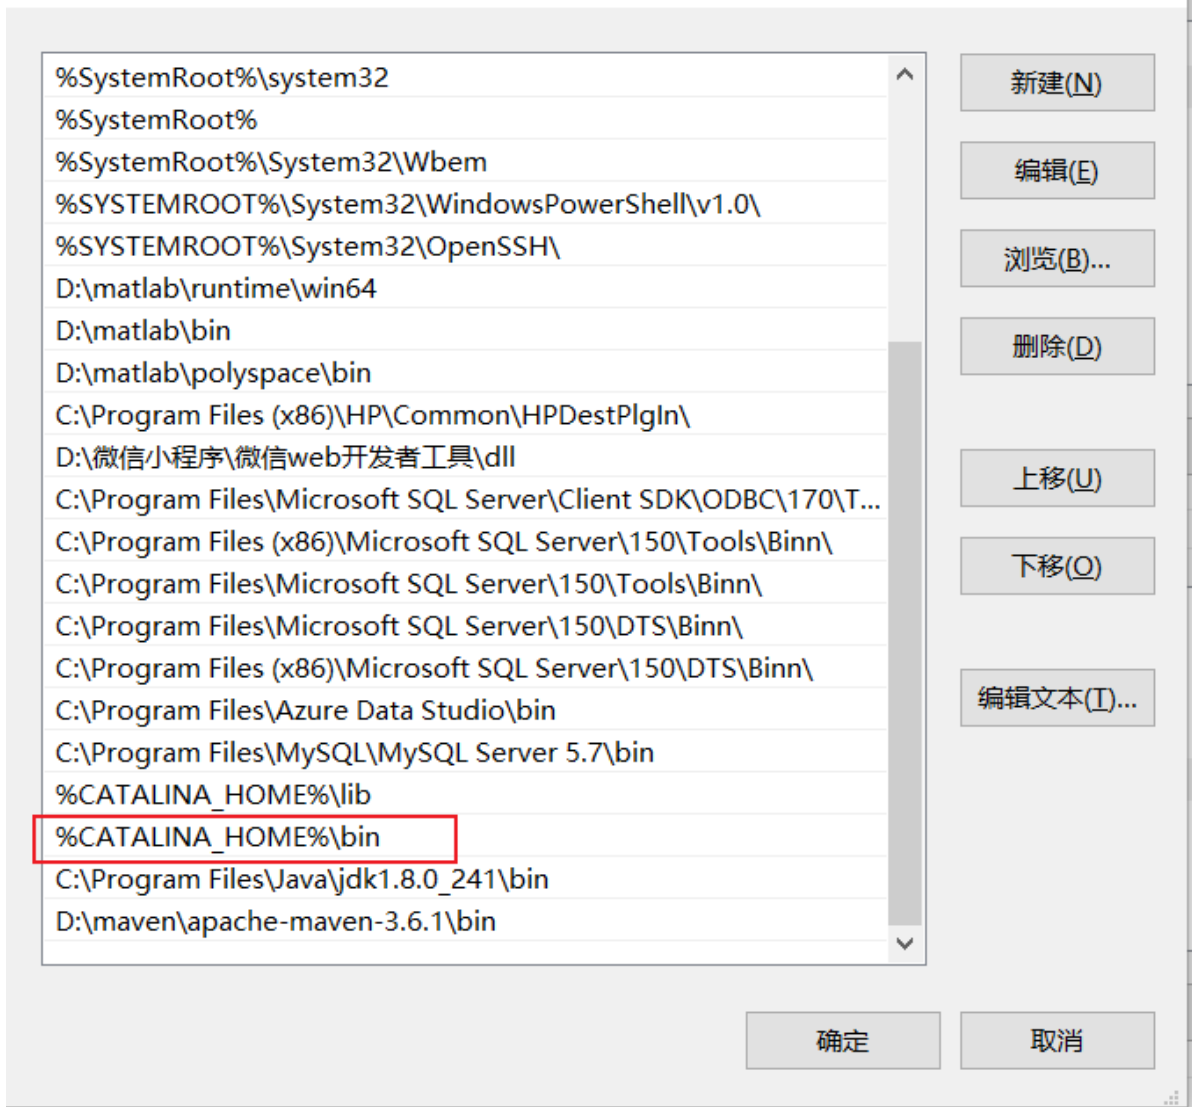 %SystemRoot%\system32
%SystemRoot%
%SystemRoot%\System32\Wbem
%SYSTEMROOT%\System32\WindowsPowerShell\v1.0\
%SYSTEMROOT%\System32\OpenSSH\
D:\matlab\runtime\win64
D:\matlab\bin
D:\matlab\polyspace\bin
C:\Program Files (x86)\HP\Common\HPDestPlgIn\
D:\微信小程序\微信web开发者工具\dll
C:\Program Files\Microsoft SQL Server\Client SDK\ODBC\170\T...
C:\Program Files (x86)\Microsoft SQL Server\150\Tools\Binn\
C:\Program Files\Microsoft SQL Server\150\Tools\Binn\
C:\Program Files\Microsoft SQL Server\150\DTS\Binn\
C:\Program Files (x86)\Microsoft SQL Server\150\DTS\Binn\
C:\Program Files\Azure Data Studio\bin
C:\Program Files\MySQL\MySQL Server 5.7\bin
%CATALINA_HOME%\lib
%CATALINA_HOME%\bin
C:\Program Files\Java\jdk1.8.0_241\bin
D:\maven\apache-maven-3.6.1\bin
新建(N)
编辑(E)
浏览(B)...
删除(D)
上移(U)
下移(O)
编辑文本(T)...
确定
取消